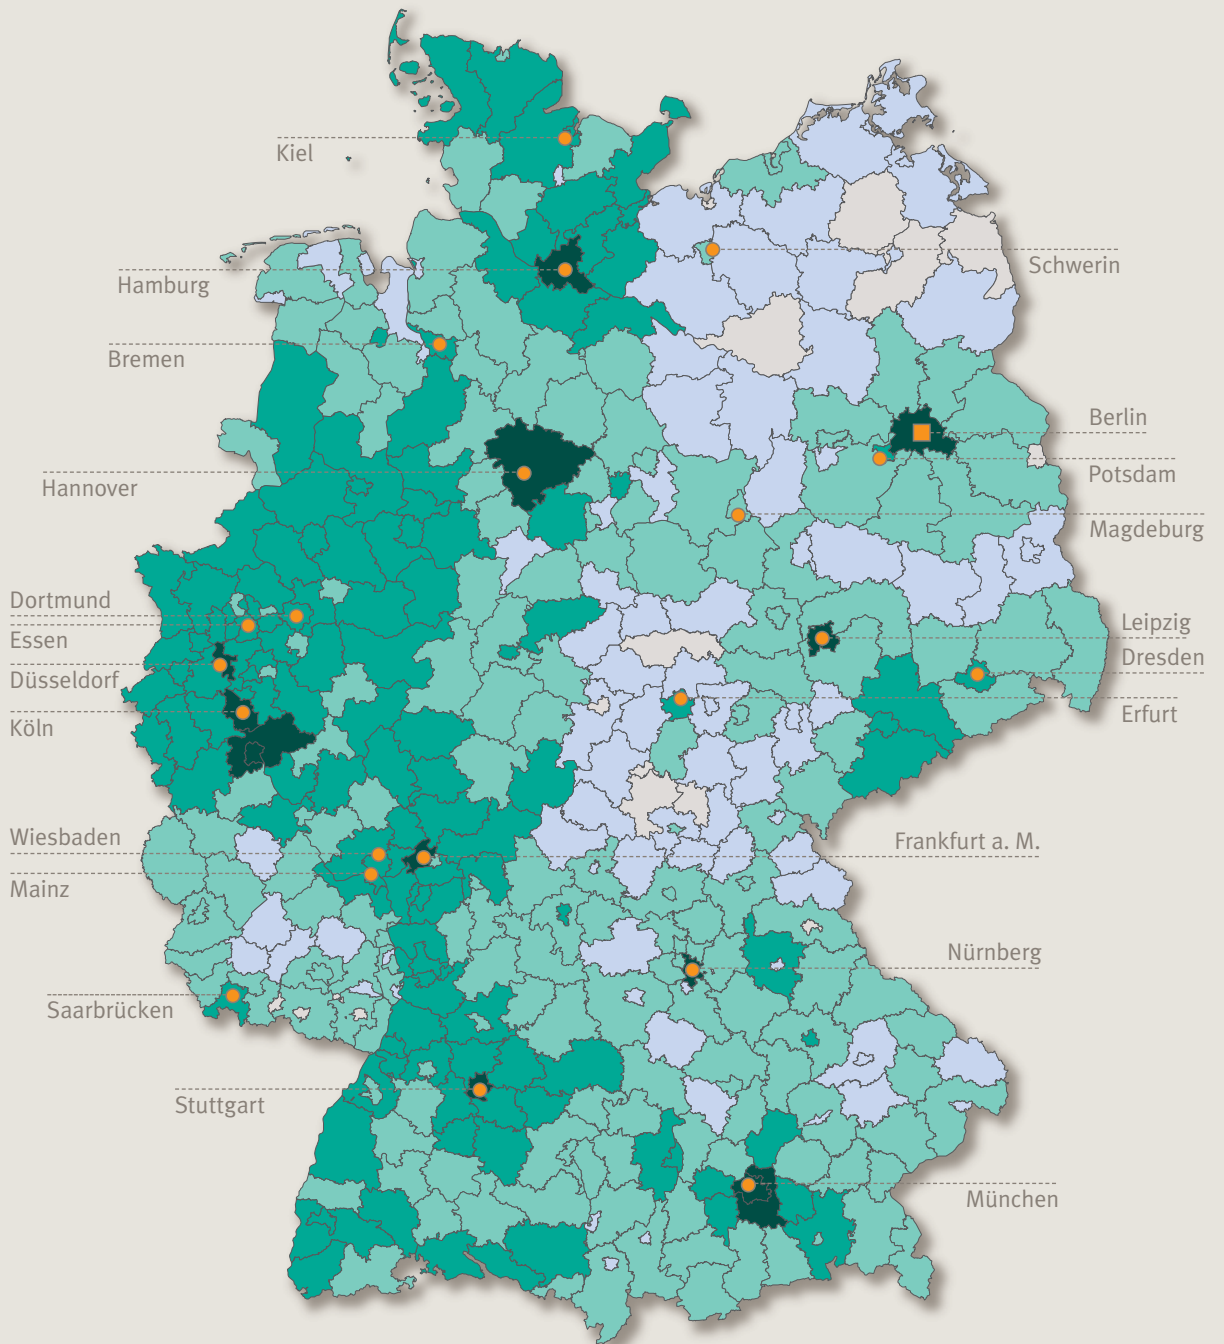 Kiel
Schwerin
Hamburg
Bremen
Berlin
Hannover
Potsdam
Magdeburg
Dortmund
Essen
Leipzig
Düsseldorf
Dresden
Köln
Erfurt
Wiesbaden
Frankfurt a. M.
Mainz
Nürnberg
Saarbrücken
Stuttgart
München